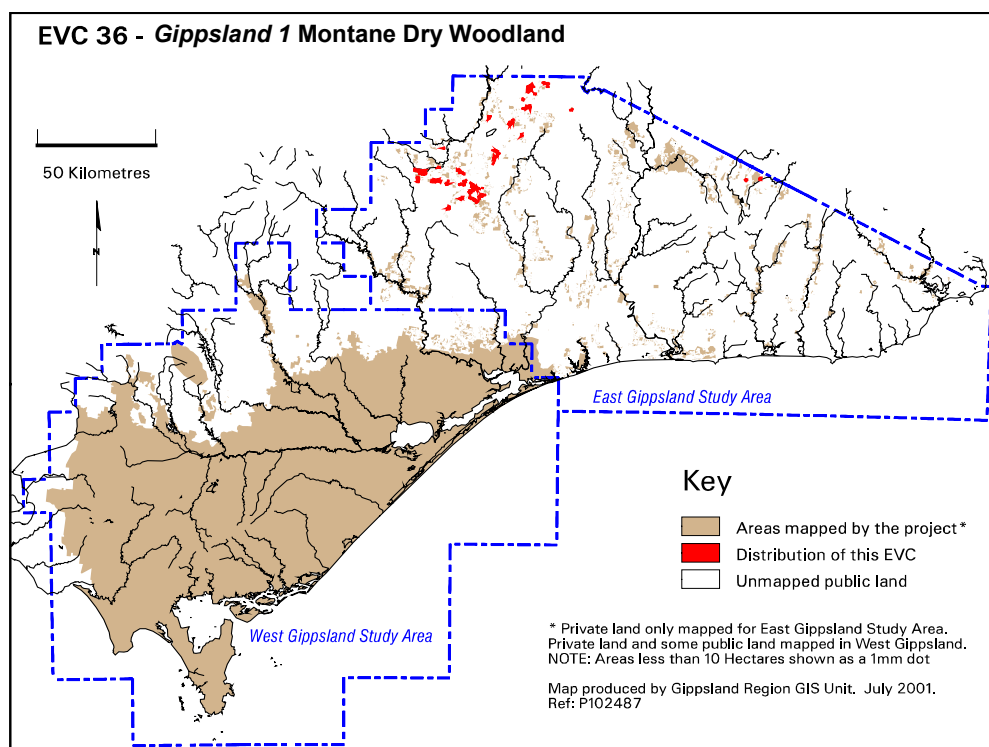 EVC 36 - Gippsland 1 Montane Dry Woodland
50 Kilometres
N
East Gippsland Study Area
West Gippsland Study Area
Key
Areas mapped by the project*
Distribution of this EVC
Unmapped public land
* Private land only mapped for East Gippsland Study Area.
Private land and some public land mapped in West Gippsland.
NOTE: Areas less than 10 Hectares shown as a 1mm dot
Map produced by Gippsland Region GIS Unit. July 2001.
Ref: P102487